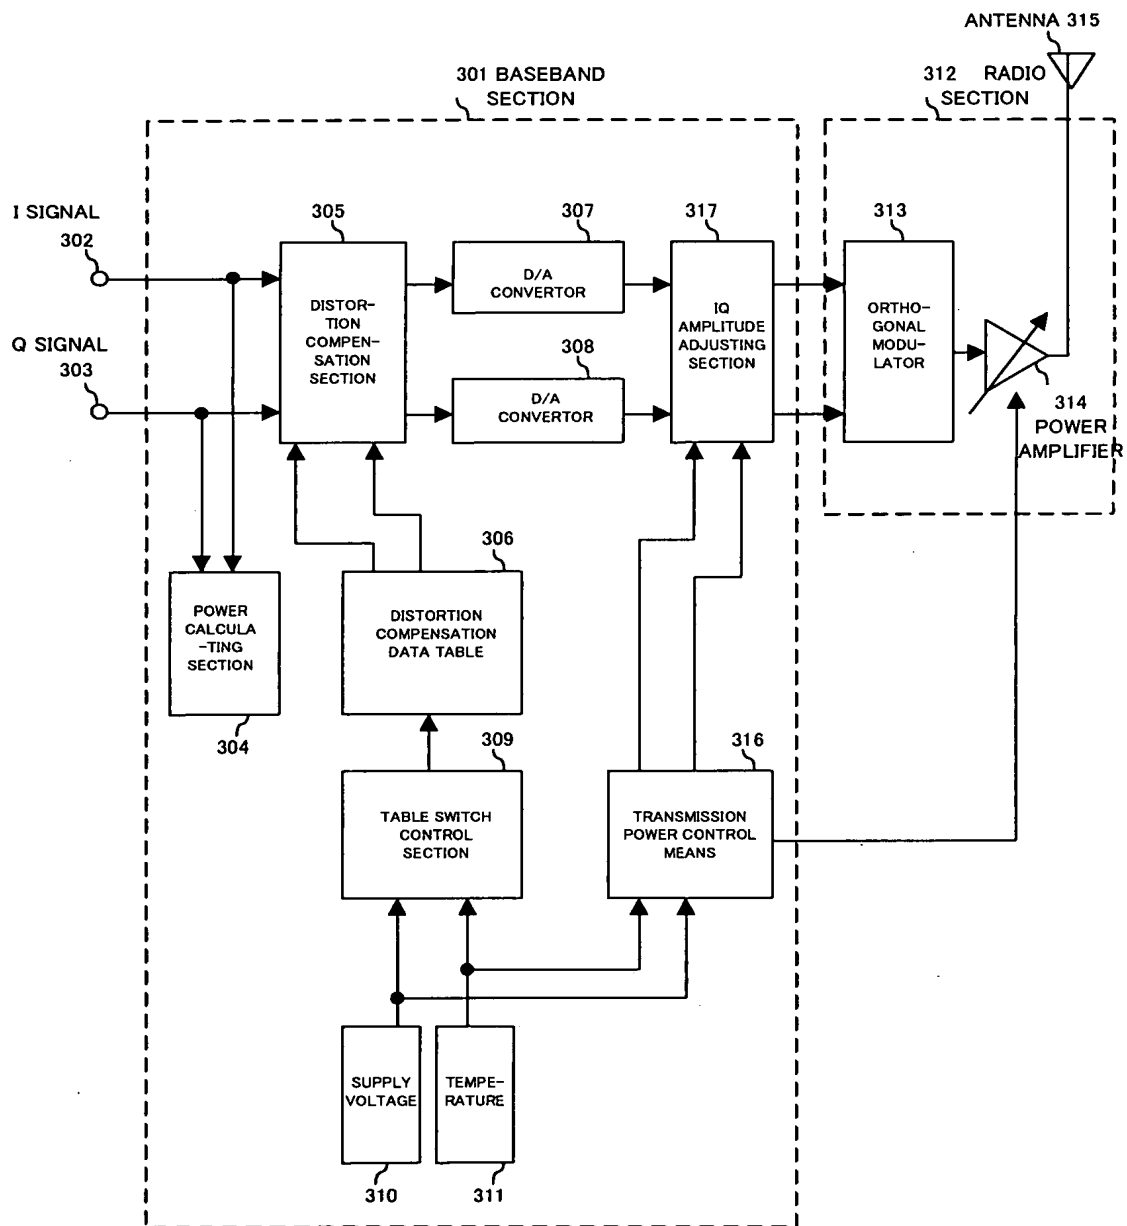 ANTENNA 315
301 BASEBAND
SECTION
312 RADIO
SECTION
I SIGNAL
302
Q SIGNAL
303
305
DISTOR-
TION
COMPEN-
SATION
SECTION
307
D/A
CONVERTOR
308
D/A
CONVERTOR
317
IQ
AMPLITUDE
ADJUSTING
SECTION
313
ORTHO-
GONAL
MODU-
LATOR
314
POWER
AMPLIFIER
POWER
CALCULA
-TING
SECTION
304
306
DISTORTION
COMPENSATION
DATA TABLE
309
TABLE SWITCH
CONTROL
SECTION
316
TRANSMISSION
POWER CONTROL
MEANS
SUPPLY
VOLTAGE
310
TEMPE-
RATURE
311